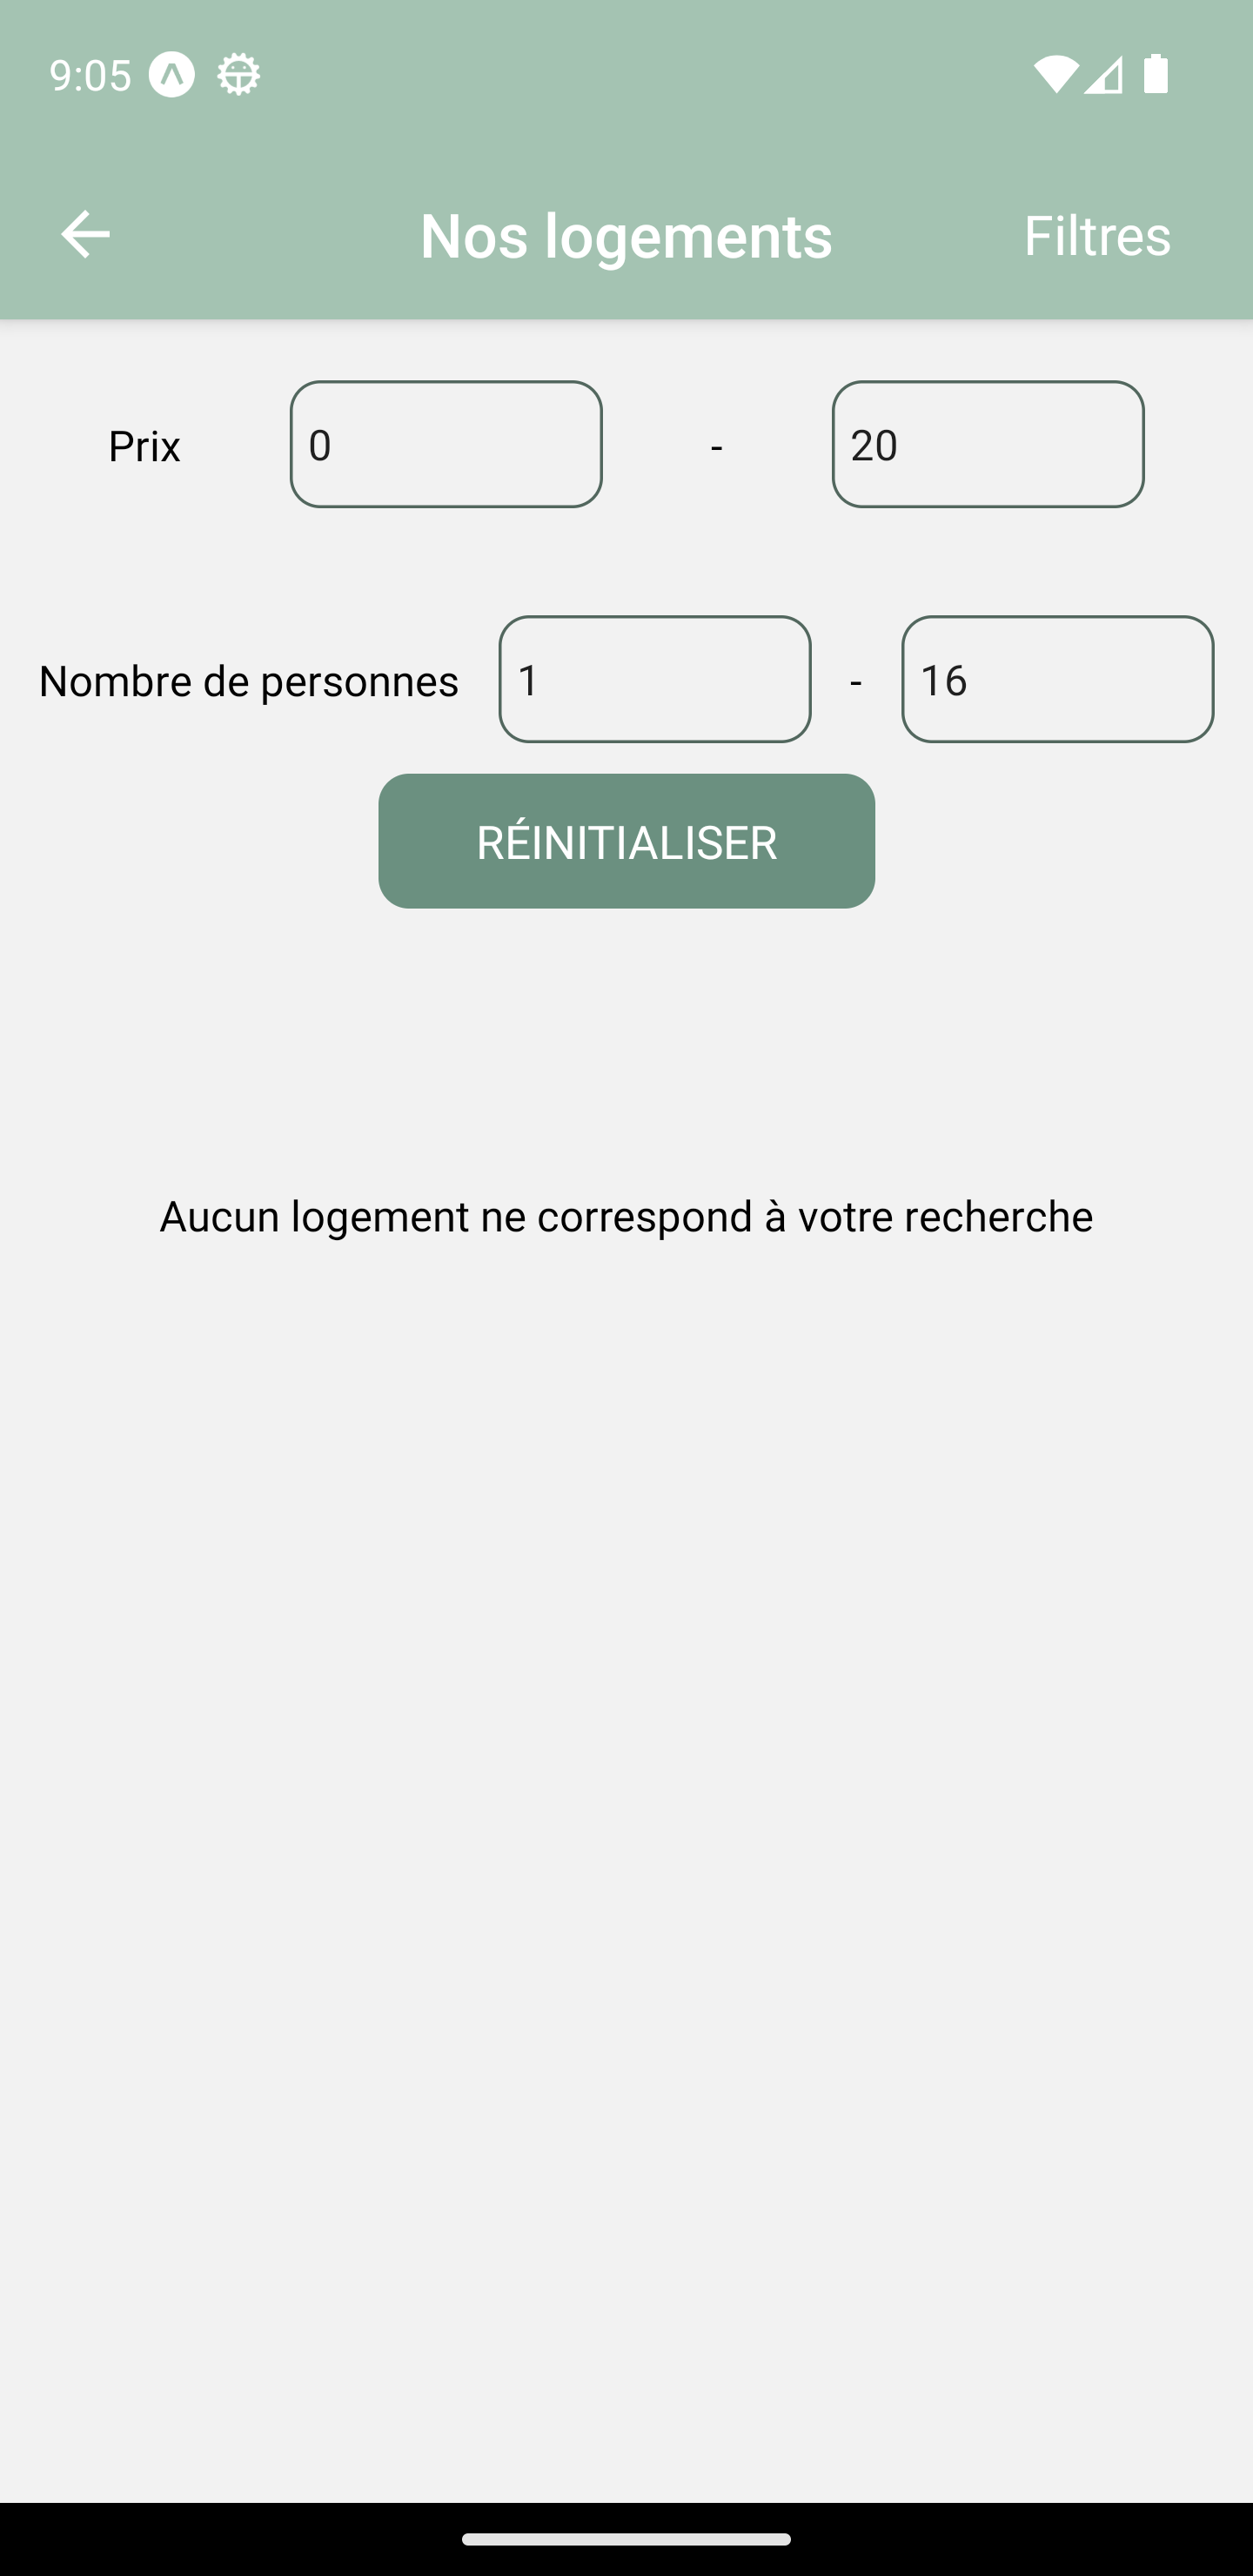 9:05
Nos logements Filtres
Prix 0 - 20
Nombre de personnes 1 - 16
RÉINITIALISER
Aucun logement ne correspond à votre recherche